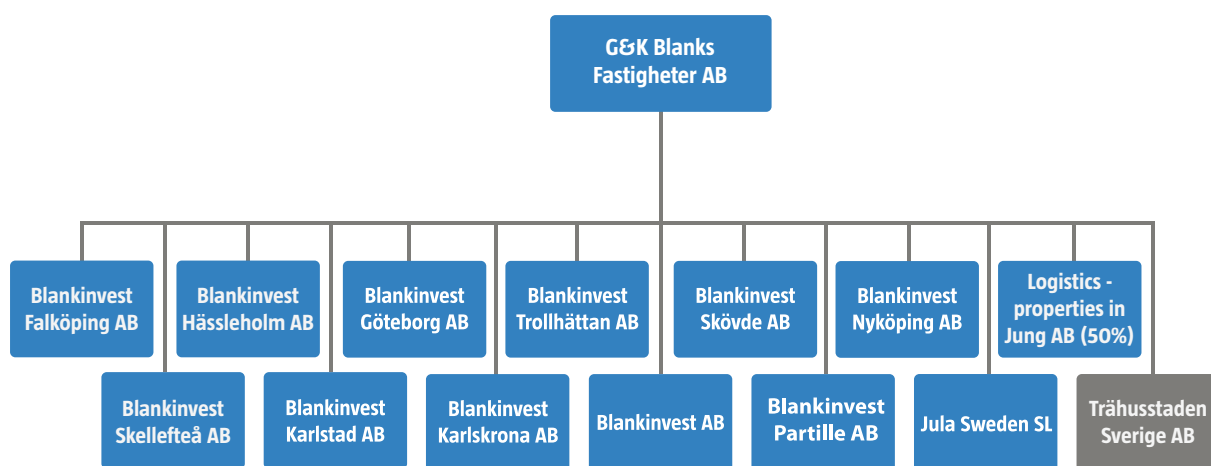 G&K Blanks
Fastigheter AB
Blankinvest
Falköping AB
Blankinvest
Hässleholm AB
Blankinvest
Göteborg AB
Blankinvest
Trollhättan AB
Blankinvest
Skövde AB
Blankinvest
Nyköping AB
Logistics -
properties in
Jung AB (50%)
Blankinvest
Skellefteå AB
Blankinvest
Karlstad AB
Blankinvest
Karlskrona AB
Blankinvest AB
Blankinvest
Partille AB
Jula Sweden SL
Trähusstaden
Sverige AB